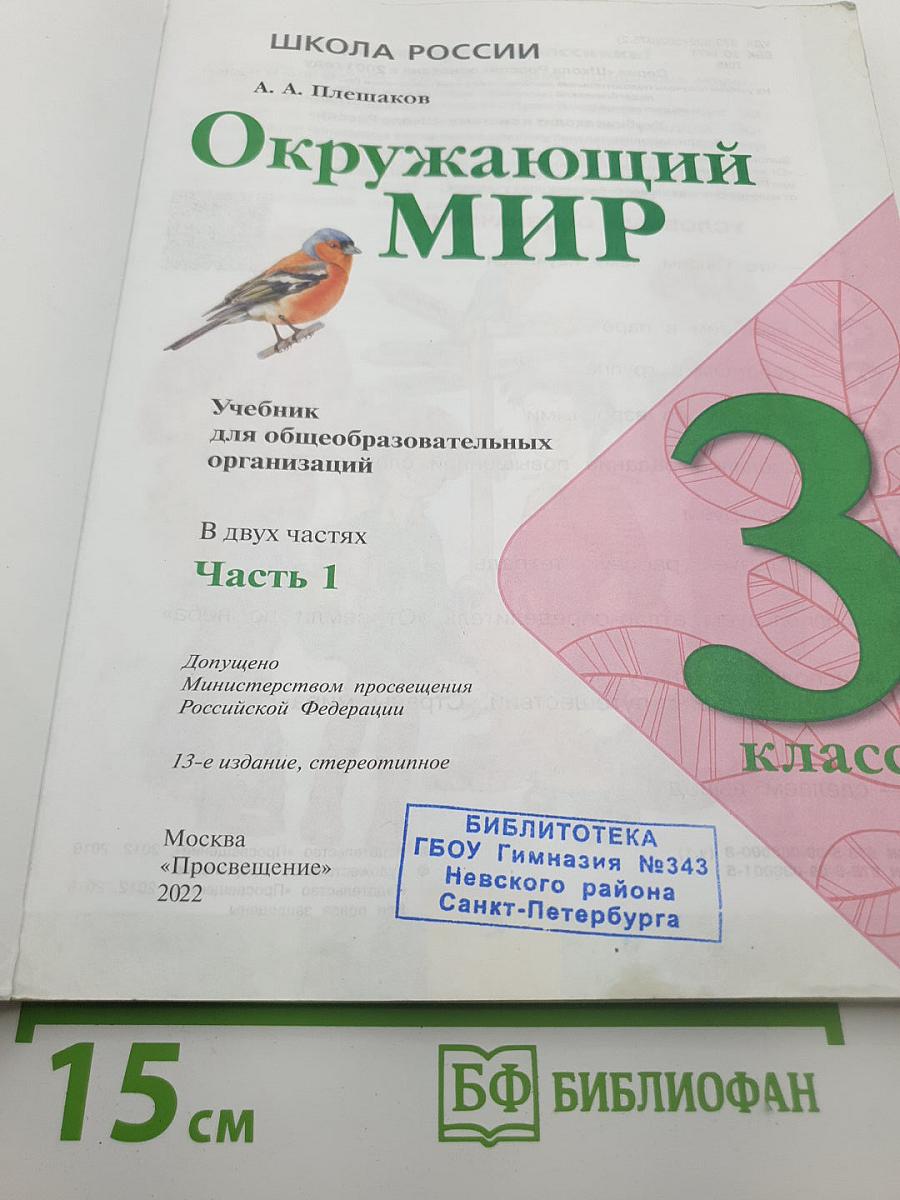 ШКОЛА РОССИИ
А. А. Плешаков
Окружающий
МИР
Учебник
для общеобразовательных
организаций
В двух частях
Часть 1
3
класс
Допущено
Министерством просвещения
Российской Федерации
13-е издание, стереотипное
Москва
«Просвещение»
2022
БИБЛИТОТЕКА
ГБОУ Гимназия №343
Невского района
Санкт-Петербурга
15 см
БФ БИБЛИОФАН